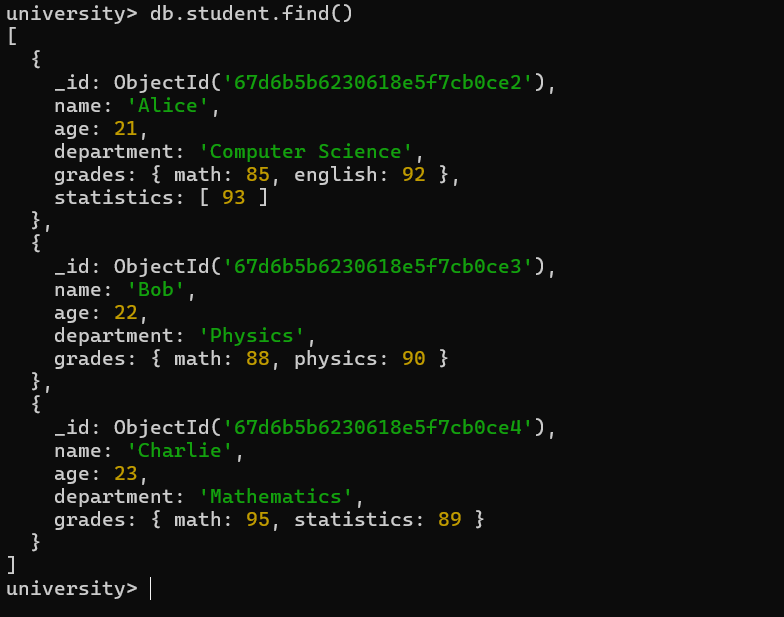 university> db.student.find()
[
  {
    _id: ObjectId('67d6b5b6230618e5f7cb0ce2'),
    name: 'Alice',
    age: 21,
    department: 'Computer Science',
    grades: { math: 85, english: 92 },
    statistics: [ 93 ]
  },
  {
    _id: ObjectId('67d6b5b6230618e5f7cb0ce3'),
    name: 'Bob',
    age: 22,
    department: 'Physics',
    grades: { math: 88, physics: 90 }
  },
  {
    _id: ObjectId('67d6b5b6230618e5f7cb0ce4'),
    name: 'Charlie',
    age: 23,
    department: 'Mathematics',
    grades: { math: 95, statistics: 89 }
  }
]
university>